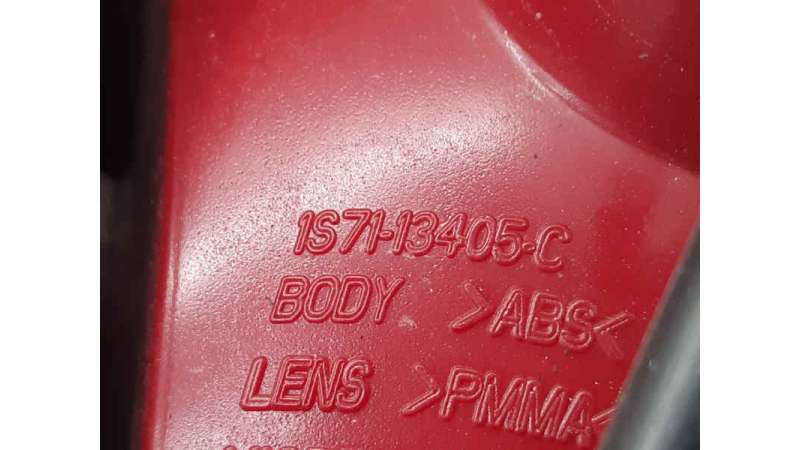 1S71-13405-C
BODY >ABS<
LENS >PMMA<